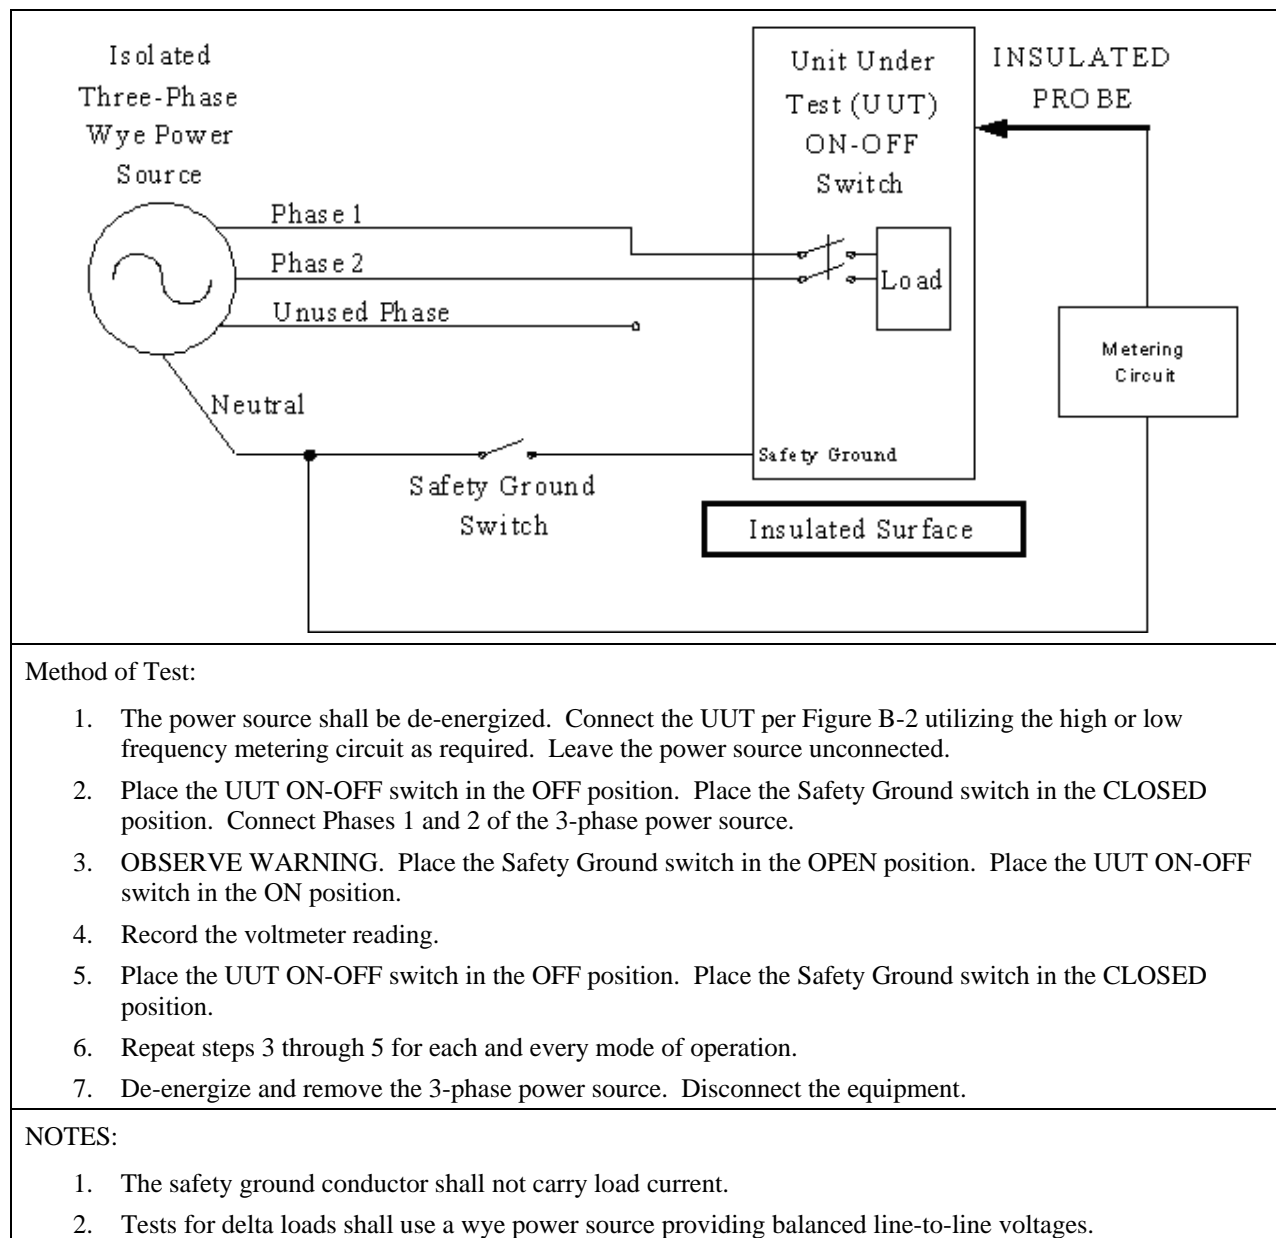 Isolated
Three-Phase
Wye Power
Source
Unit Under
Test (UUT)
ON-OFF
Switch
INSULATED
PROBE
Phase 1
Phase 2
Unused Phase
Load
Metering
Circuit
Neutral
Safety Ground
Safety Ground
Switch
Insulated Surface
Method of Test:
1. The power source shall be de-energized. Connect the UUT per Figure B-2 utilizing the high or low
frequency metering circuit as required. Leave the power source unconnected.
2. Place the UUT ON-OFF switch in the OFF position. Place the Safety Ground switch in the CLOSED
position. Connect Phases 1 and 2 of the 3-phase power source.
3. OBSERVE WARNING. Place the Safety Ground switch in the OPEN position. Place the UUT ON-OFF
switch in the ON position.
4. Record the voltmeter reading.
5. Place the UUT ON-OFF switch in the OFF position. Place the Safety Ground switch in the CLOSED
position.
6. Repeat steps 3 through 5 for each and every mode of operation.
7. De-energize and remove the 3-phase power source. Disconnect the equipment.
NOTES:
1. The safety ground conductor shall not carry load current.
2. Tests for delta loads shall use a wye power source providing balanced line-to-line voltages.